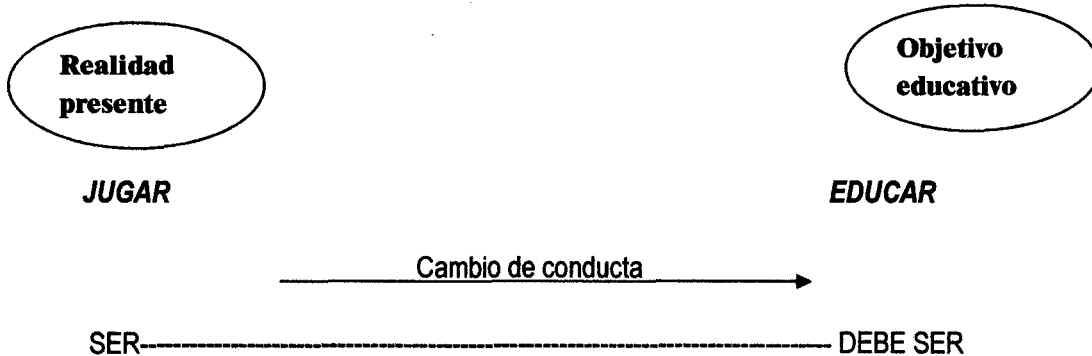 Realidad
presente
Objetivo
educativo
JUGAR
EDUCAR
Cambio de conducta
SER-------------------------------------------------- DEBE SER